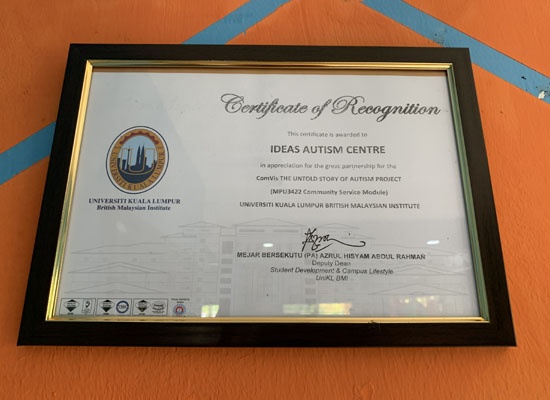 Certificate of Recognition
This certificate is awarded to
IDEAS AUTISM CENTRE
in appreciation for the great partnership for the
ComVis THE UNTOLD STORY OF AUTISM PROJECT
(MPU3422 Community Service Module)
UNIVERSITI KUALA LUMPUR BRITISH MALAYSIAN INSTITUTE
UNIVERSITI KUALA LUMPUR
UNIVERSITI KUALA LUMPUR
British Malaysian Institute
MEJAR BERSEKUTU (PA) AZRUL HISYAM ABDUL RAHMAN
Deputy Dean
Student Development & Campus Lifestyle
UniKL BMI